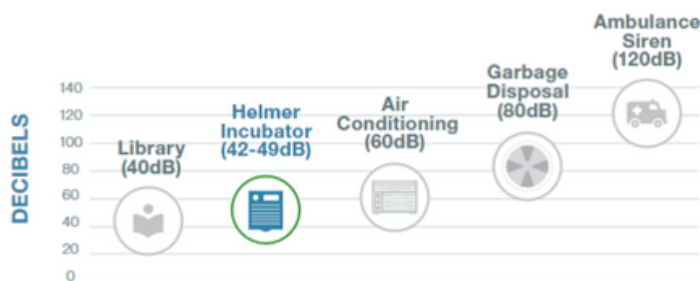 Ambulance
Siren
(120dB)
Garbage
Disposal
(80dB)
Air
Conditioning
(60dB)
Helmer
Incubator
(42-49dB)
Library
(40dB)
DECIBELS
140
120
100
80
60
40
20
0